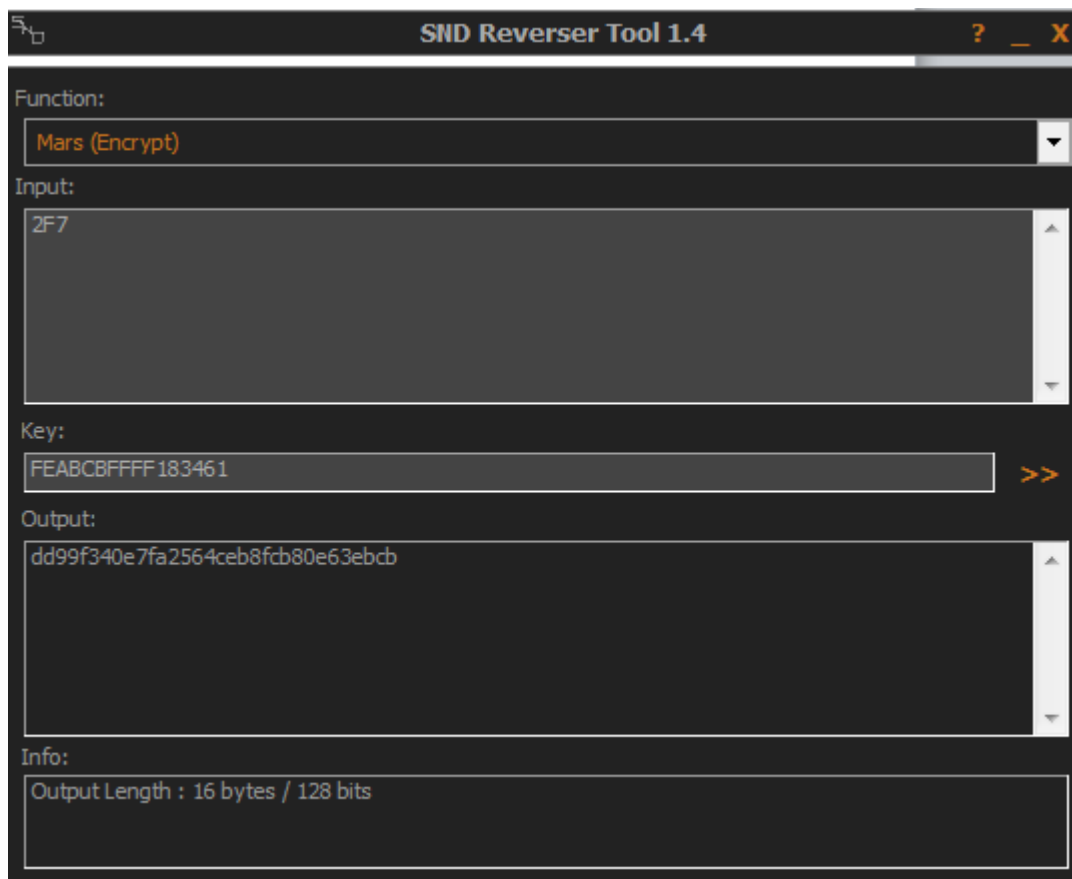 SND
SND Reverser Tool 1.4
? _ X
Function:
Mars (Encrypt)
Input:
2F7
Key:
FEABCBFFFF183461
>>
Output:
dd99f340e7fa2564ceb8fcb80e63ebcb
Info:
Output Length : 16 bytes / 128 bits